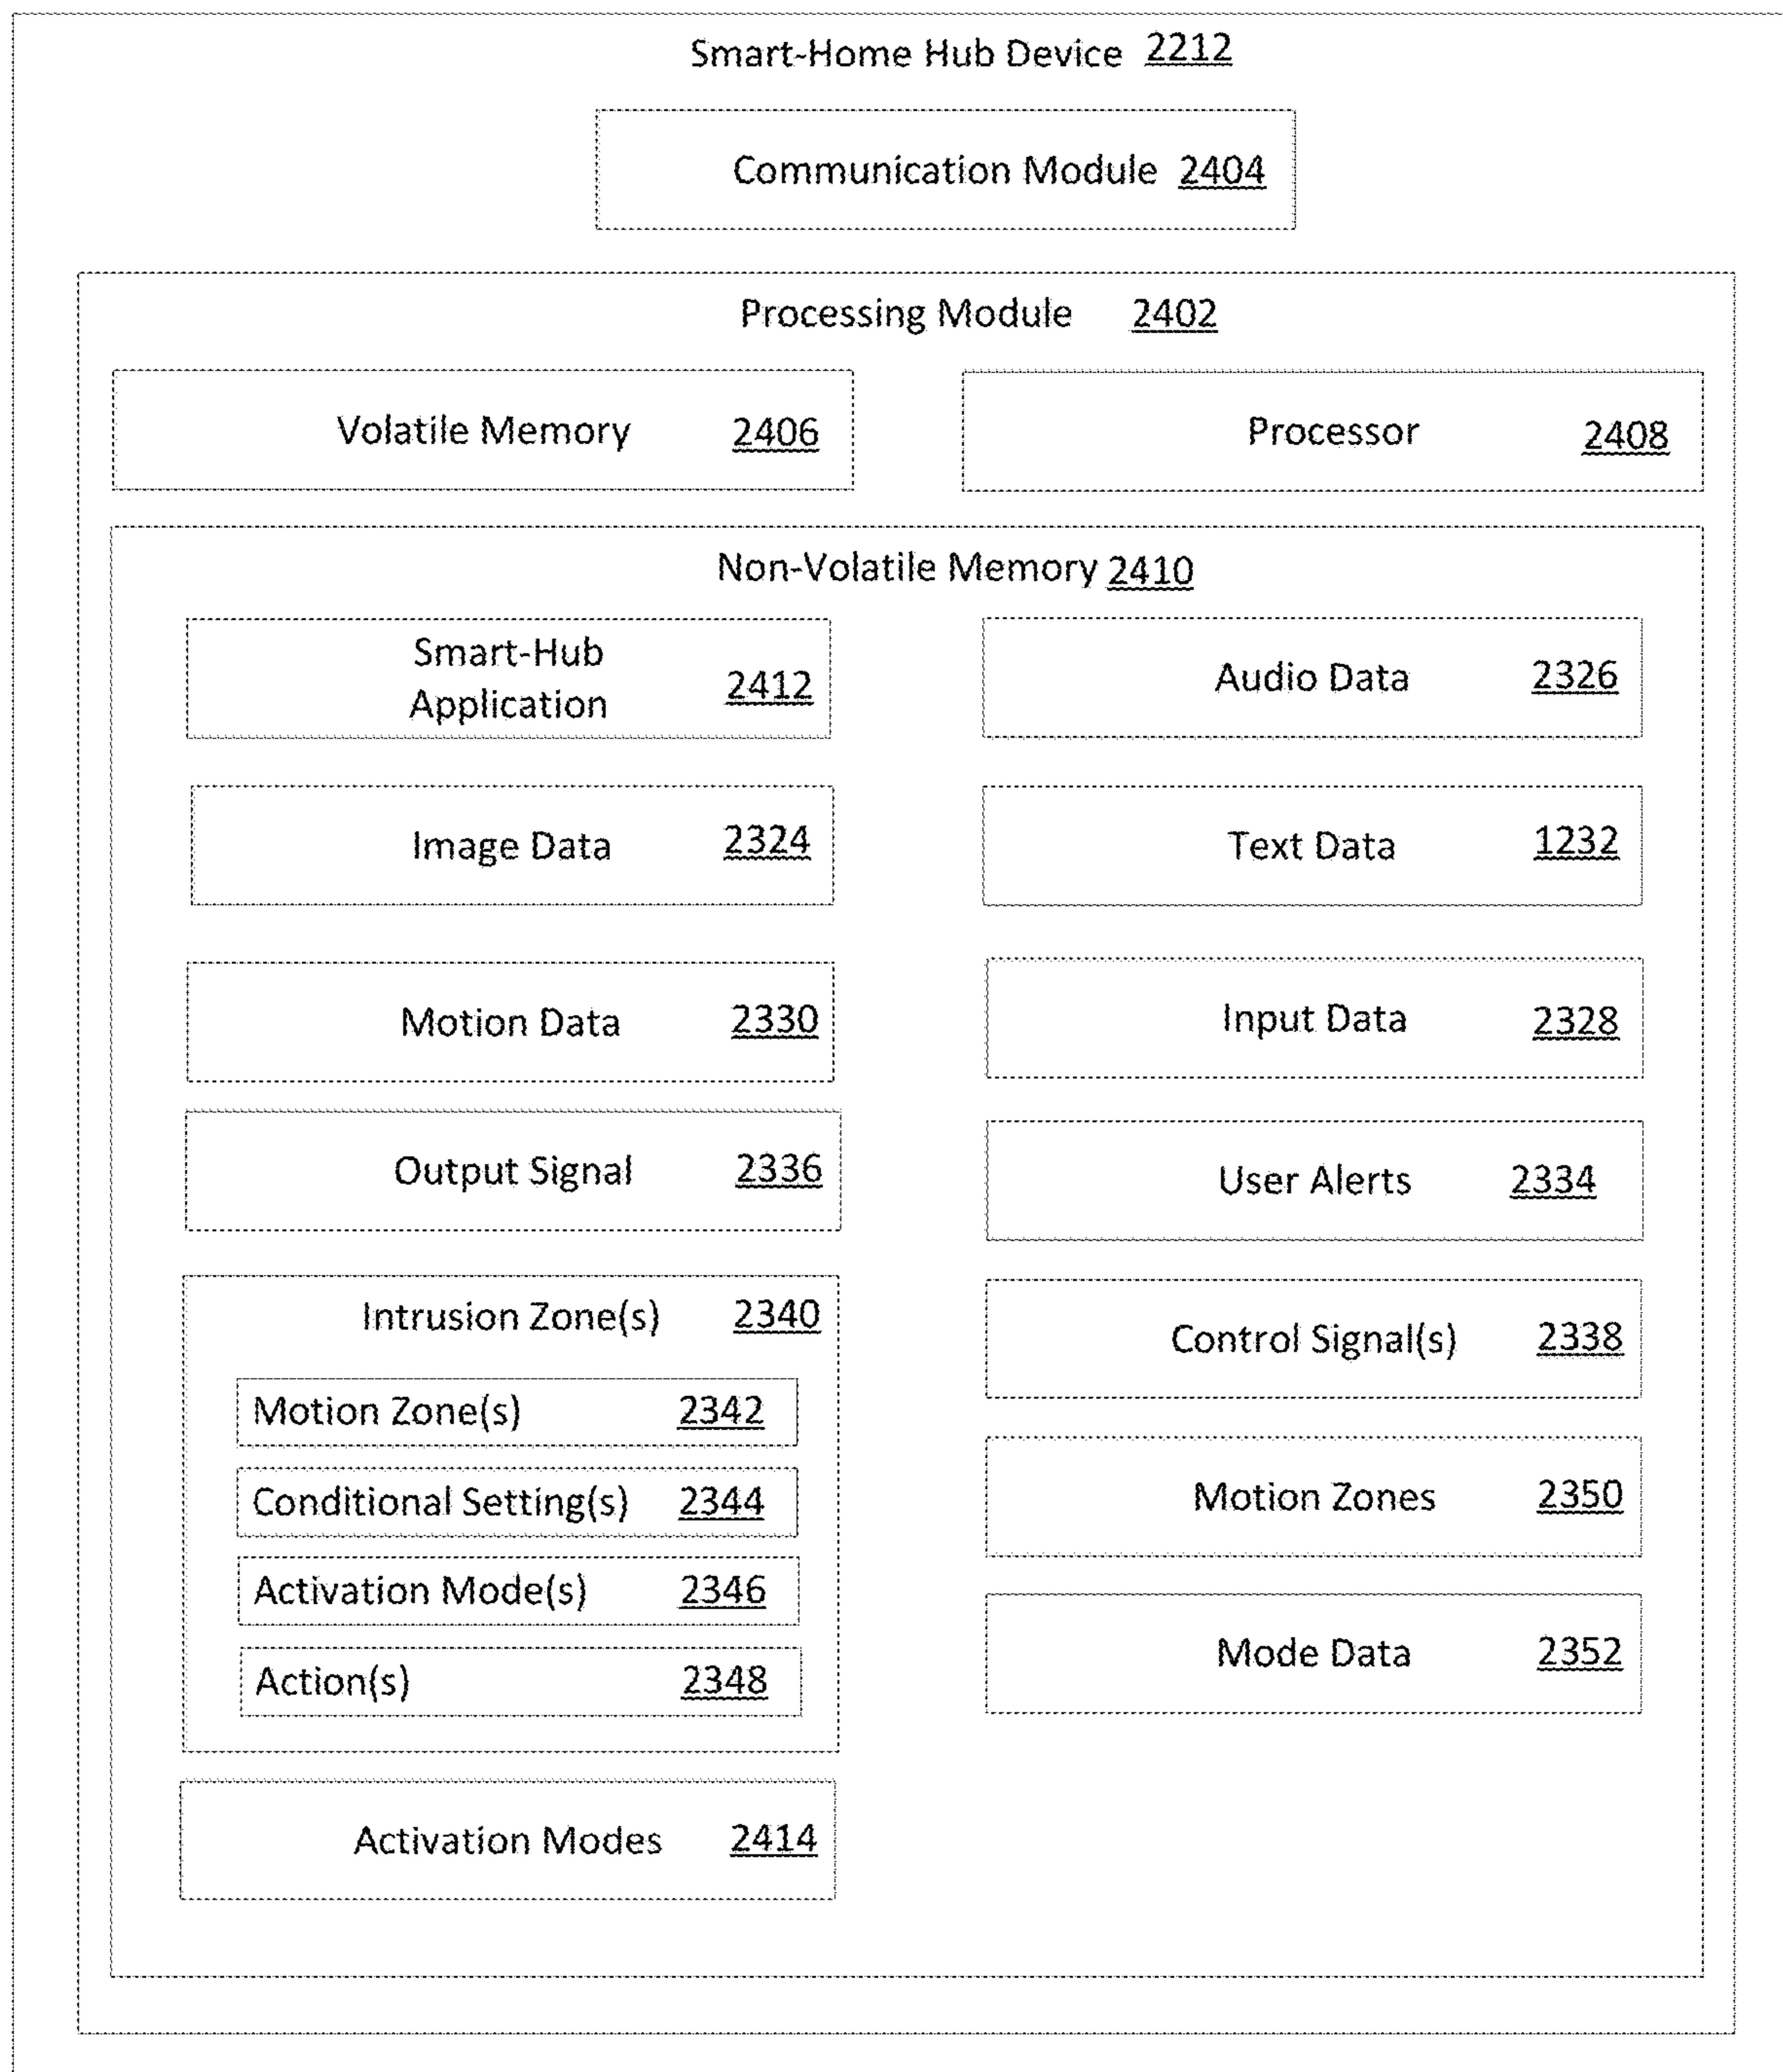 Smart-Home Hub Device 2212
Communication Module 2404
Processing Module 2402
Volatile Memory 2406
Processor 2408
Non-Volatile Memory 2410
Smart-Hub
Application 2412
Audio Data 2326
Image Data 2324
Text Data 1232
Motion Data 2330
Input Data 2328
Output Signal 2336
User Alerts 2334
Intrusion Zone(s) 2340
Motion Zone(s) 2342
Conditional Setting(s) 2344
Activation Mode(s) 2346
Action(s) 2348
Control Signal(s) 2338
Motion Zones 2350
Mode Data 2352
Activation Modes 2414